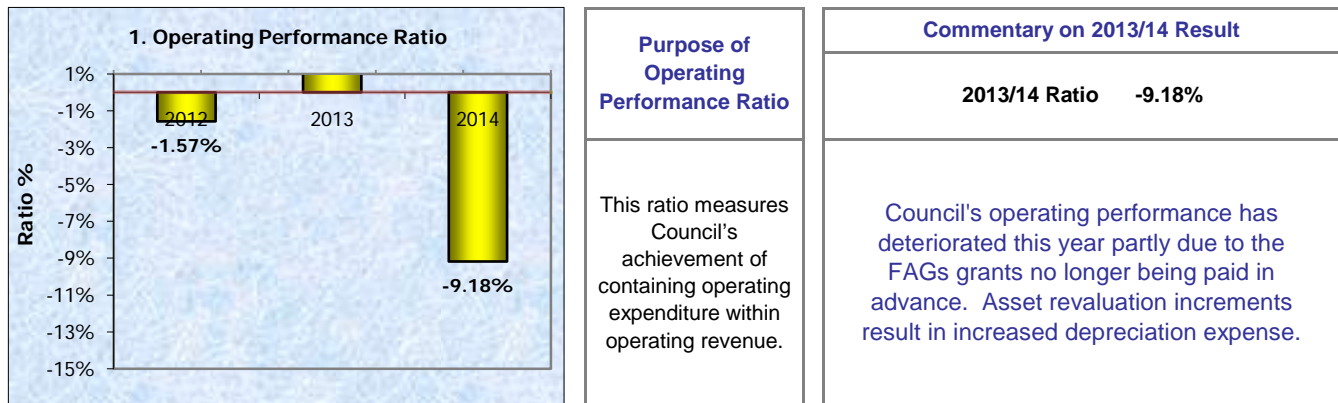 1. Operating Performance Ratio
Ratio %
1%
-1%
-3%
-5%
-7%
-9%
-11%
-13%
-15%
2012
2013
2014
-1.57%
-9.18%
Purpose of
Operating
Performance Ratio
This ratio measures
Council's
achievement of
containing operating
expenditure within
operating revenue.
Commentary on 2013/14 Result
2013/14 Ratio -9.18%
Council's operating performance has
deteriorated this year partly due to the
FAGs grants no longer being paid in
advance. Asset revaluation increments
result in increased depreciation expense.